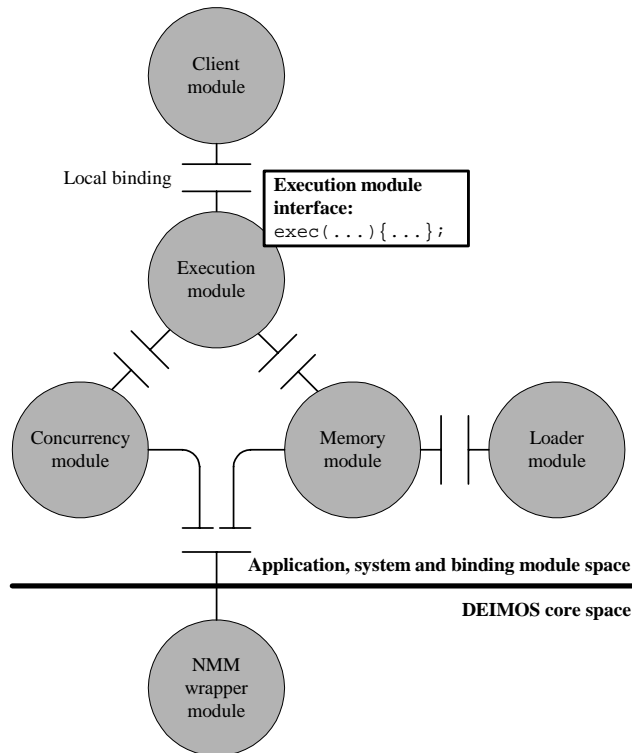 Client
module
Local binding
Execution module
interface:
exec(...){...};
Execution
module
Concurrency
module
Memory
module
Loader
module
Application, system and binding module space
DEIMOS core space
NMM
wrapper
module